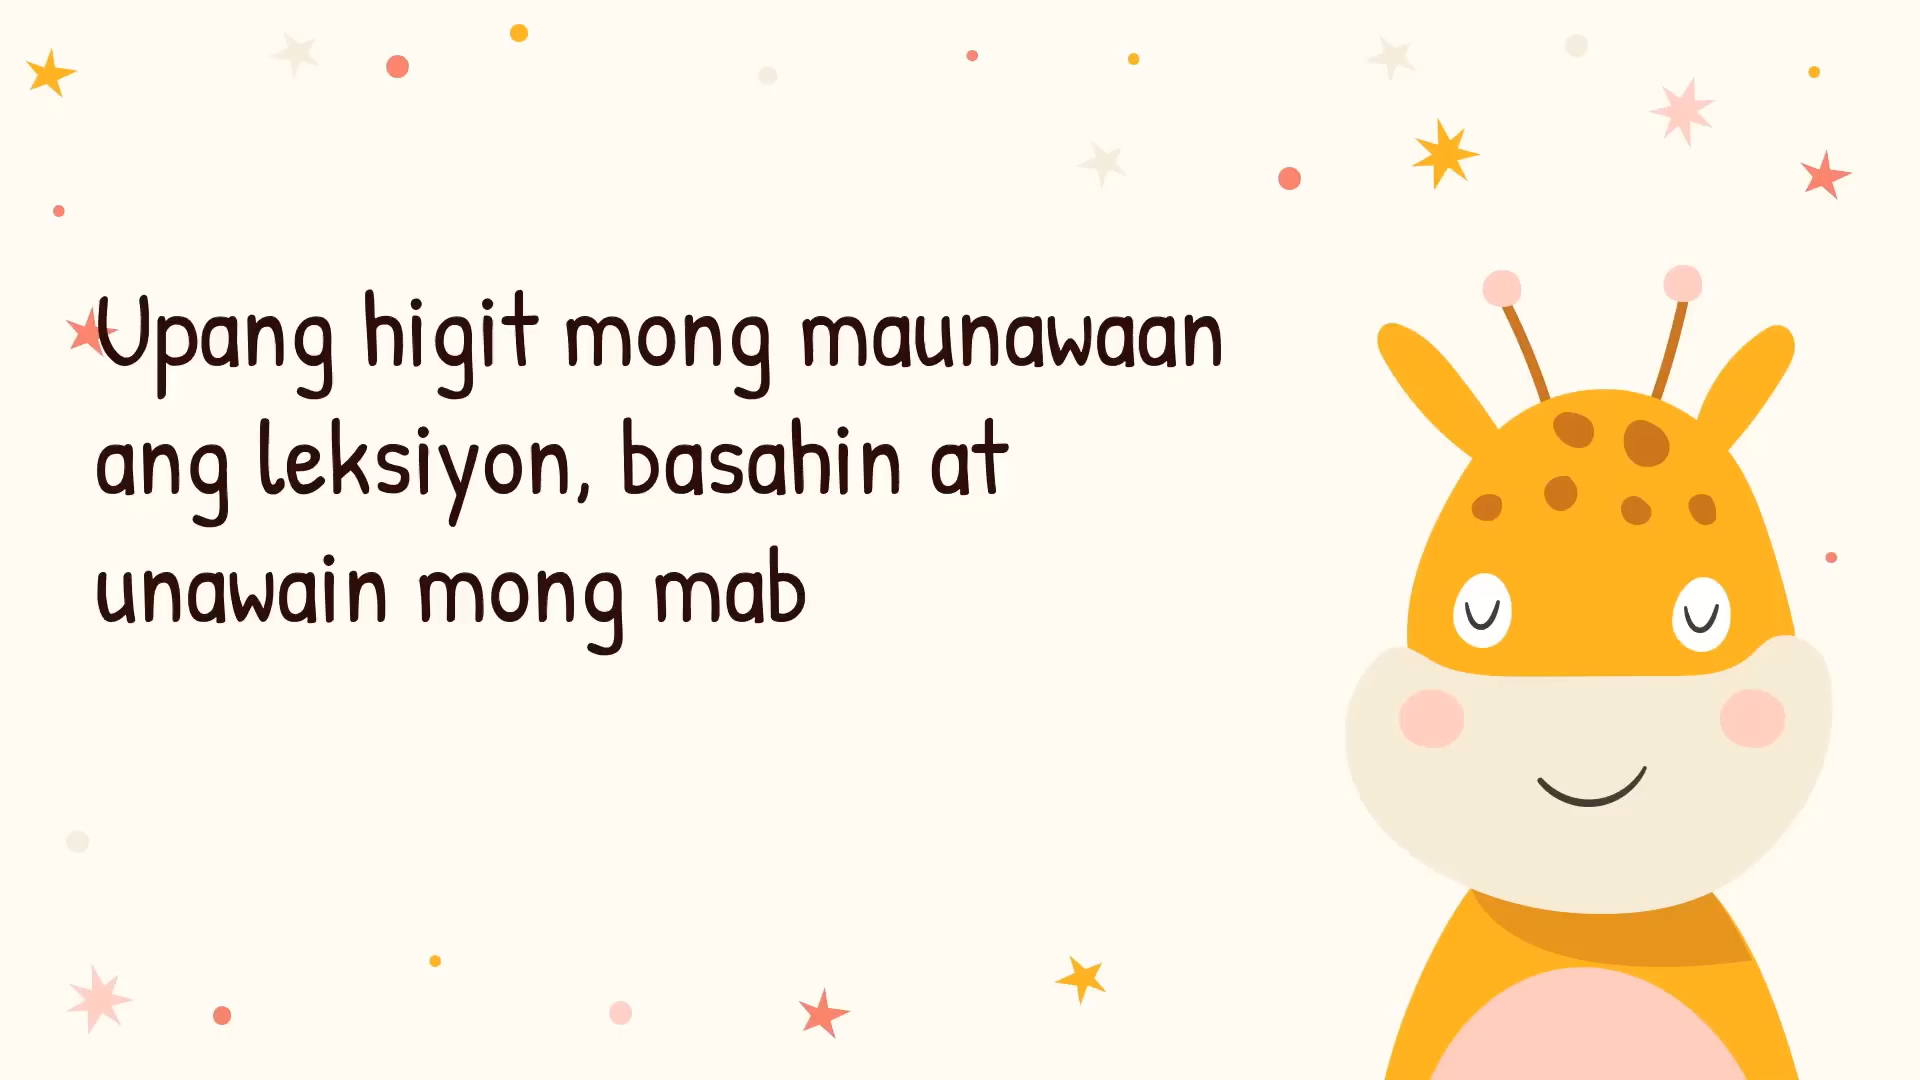 Upang higit mong maunawaan
ang leksiyon, basahin at
unawain mong mab